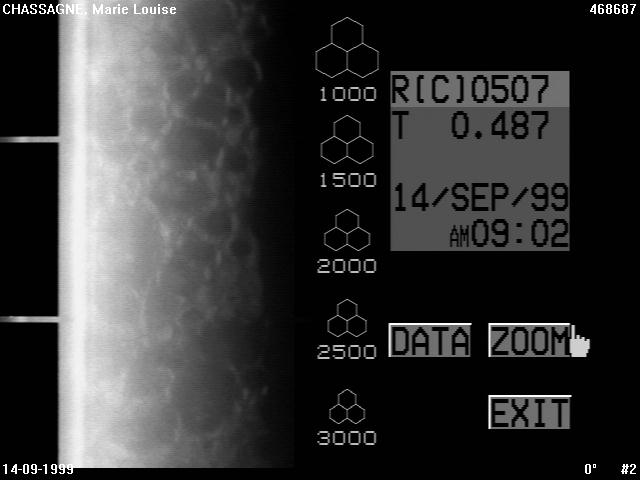 CHASSAGNE, Marie Louise
468687
1000
R[C]0507
T 0.487
1500
14/SEP/99
AM09:02
2000
2500
DATA ZOOM
EXIT
3000
14-09-1999
0° #2